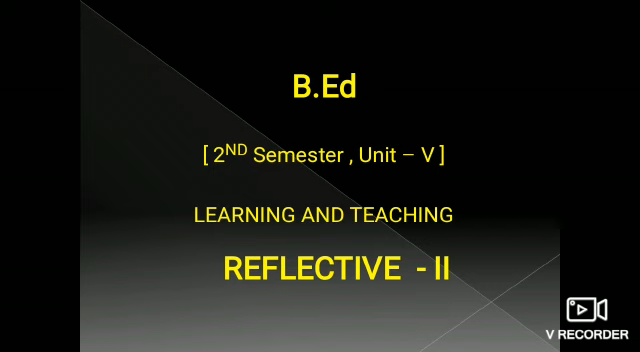 B.Ed
[ 2ND Semester , Unit – V ]
LEARNING AND TEACHING
REFLECTIVE - II
V RECORDER